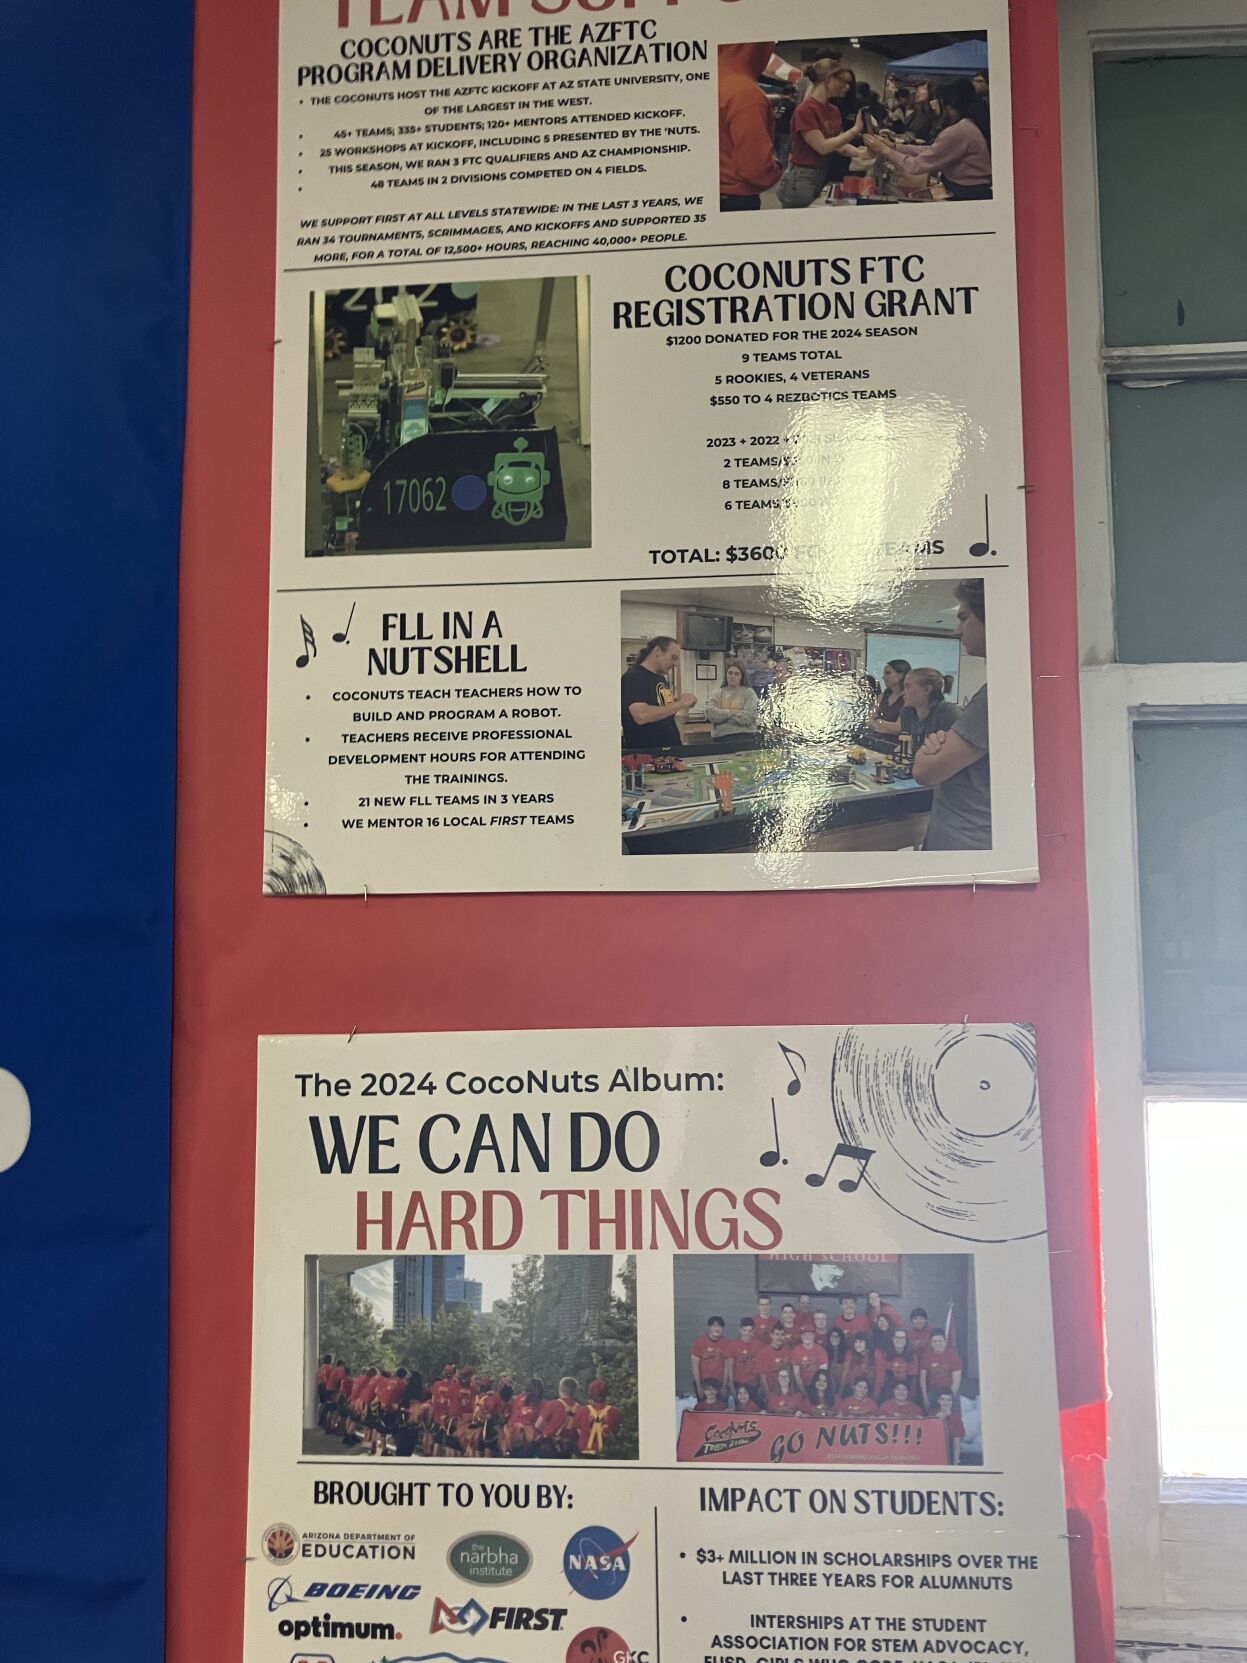 TEAM SUPPO
COCONUTS ARE THE AZFTC
PROGRAM DELIVERY ORGANIZATION
• THE COCONUTS HOST THE AZFTC KICKOFF AT AZ STATE UNIVERSITY, ONE
OF THE LARGEST IN THE WEST.
• 45+ TEAMS; 335+ STUDENTS; 120+ MENTORS ATTENDED KICKOFF.
• 25 WORKSHOPS AT KICKOFF, INCLUDING 5 PRESENTED BY THE 'NUTS.
• THIS SEASON, WE RAN 3 FTC QUALIFIERS AND AZ CHAMPIONSHIP.
• 48 TEAMS IN 2 DIVISIONS COMPETED ON 4 FIELDS.
WE SUPPORT FIRST AT ALL LEVELS STATEWIDE: IN THE LAST 3 YEARS, WE
RAN 34 TOURNAMENTS, SCRIMMAGES, AND KICKOFFS AND SUPPORTED 35
MORE, FOR A TOTAL OF 12,500+ HOURS, REACHING 40,000+ PEOPLE.
17062
COCONUTS FTC
REGISTRATION GRANT
$1200 DONATED FOR THE 2024 SEASON
9 TEAMS TOTAL
5 ROOKIES, 4 VETERANS
$550 TO 4 REZBOTICS TEAMS
2023 + 2022 +
2 TEAMS/
8 TEAMS/
6 TEAMS/
TOTAL: $3600 TEAMS
FLL IN A
NUTSHELL
• COCONUTS TEACH TEACHERS HOW TO
BUILD AND PROGRAM A ROBOT.
• TEACHERS RECEIVE PROFESSIONAL
DEVELOPMENT HOURS FOR ATTENDING
THE TRAININGS.
• 21 NEW FLL TEAMS IN 3 YEARS
• WE MENTOR 16 LOCAL FIRST TEAMS
The 2024 CocoNuts Album:
WE CAN DO
HARD THINGS
HIGH SCHOOL
CocoNuts
Team
GO NUTS!!!
BROUGHT TO YOU BY:
ARIZONA DEPARTMENT OF
EDUCATION
the
narbha
institute
NASA
BOEING
optimum.
FIRST
GKC
IMPACT ON STUDENTS:
• $3+ MILLION IN SCHOLARSHIPS OVER THE
LAST THREE YEARS FOR ALUMNUTS
• INTERSHIPS AT THE STUDENT
ASSOCIATION FOR STEM ADVOCACY,
FUSD, GIRLS WHO CODE,